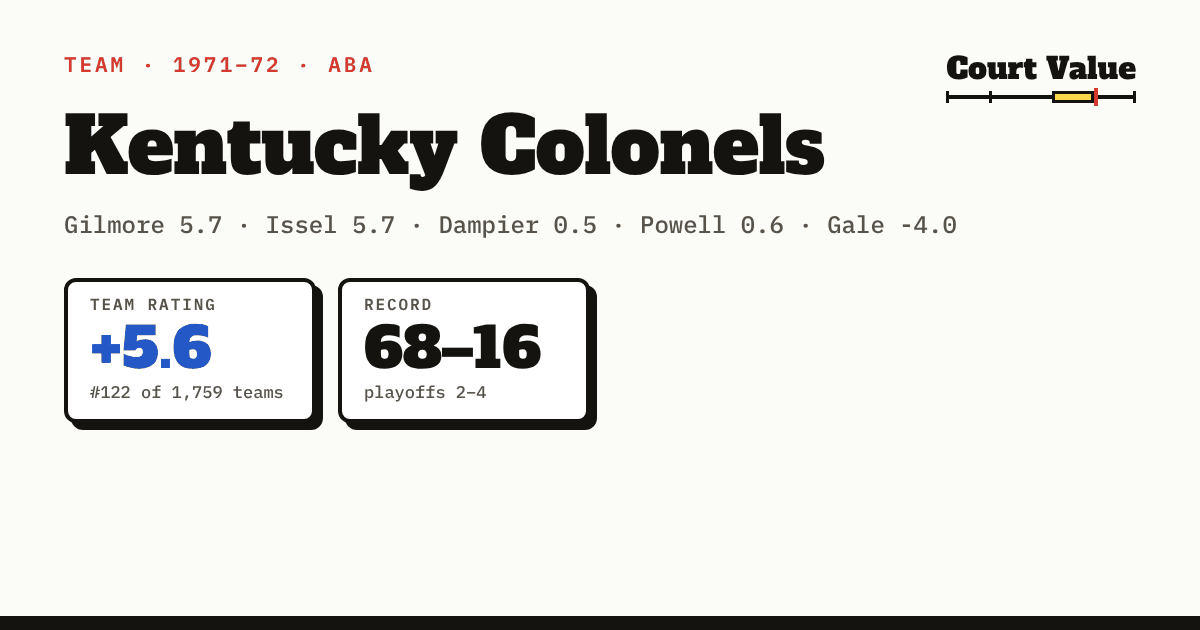 TEAM · 1971–72 · ABA
Court Value
Kentucky Colonels
Gilmore 5.7 · Issel 5.7 · Dampier 0.5 · Powell 0.6 · Gale -4.0
TEAM RATING
+5.6
#122 of 1,759 teams
RECORD
68–16
playoffs 2–4